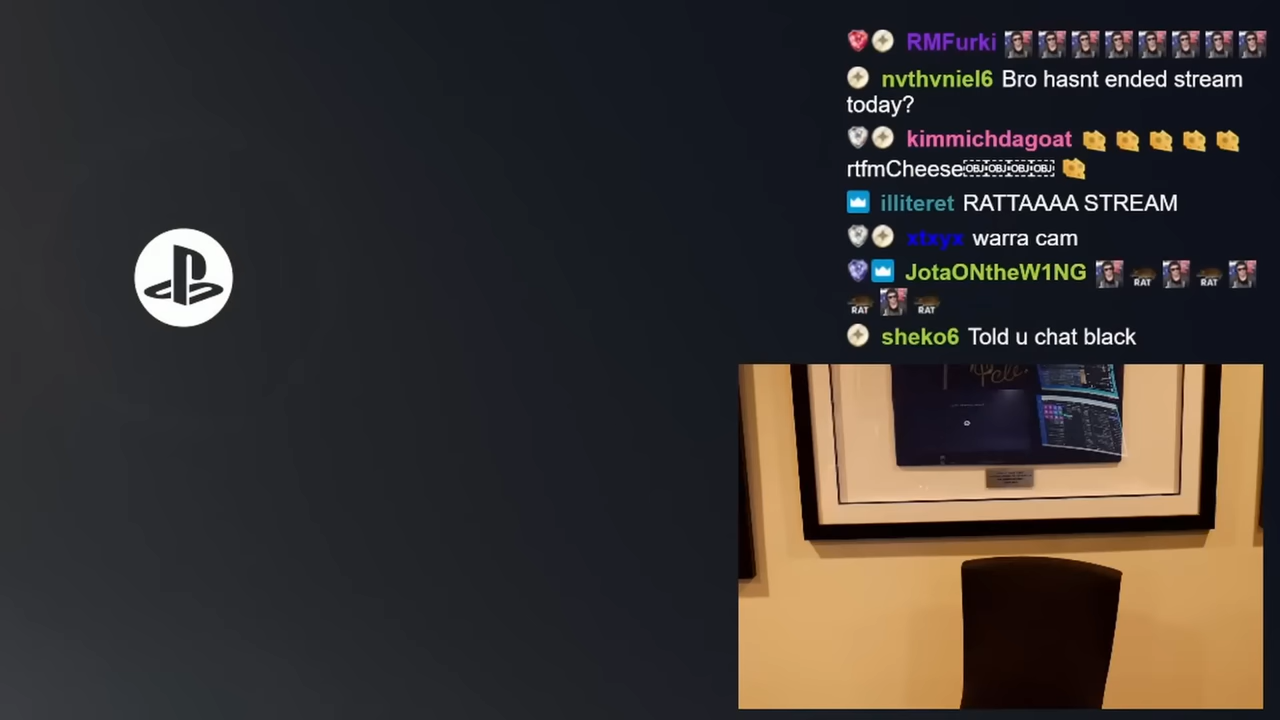 RMFurki
nvthvniel6 Bro hasnt ended stream
today?
kimmichdagoat
rtfmCheese
illiteret RATTAAAA STREAM
xtxyx warra cam
JotaONtheW1NG RAT RAT
RAT RAT
sheko6 Told u chat black
Pele.